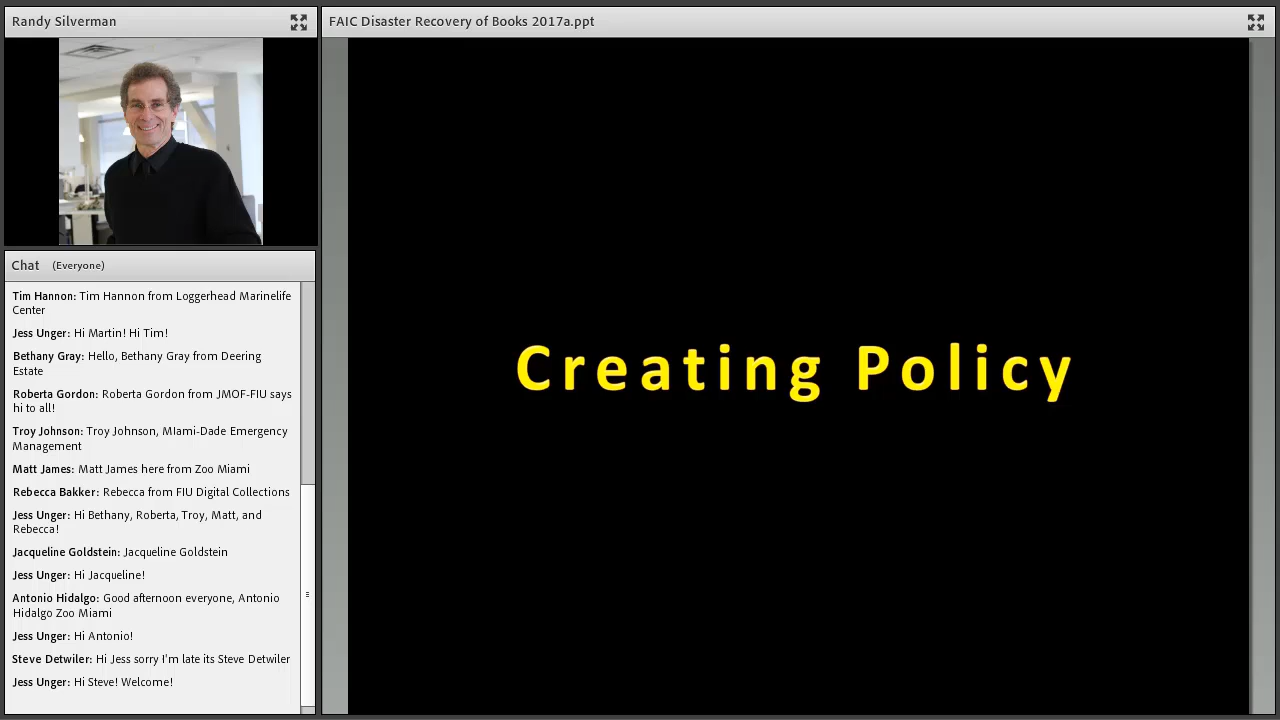 Randy Silverman
FAIC Disaster Recovery of Books 2017a.ppt
Chat (Everyone)
Tim Hannon: Tim Hannon from Loggerhead Marinelife
Center
Jess Unger: Hi Martin! Hi Tim!
Bethany Gray: Hello, Bethany Gray from Deering
Estate
Roberta Gordon: Roberta Gordon from JMOF-FIU says
hi to all!
Troy Johnson: Troy Johnson, MIami-Dade Emergency
Management
Matt James: Matt James here from Zoo Miami
Rebecca Bakker: Rebecca from FIU Digital Collections
Jess Unger: Hi Bethany, Roberta, Troy, Matt, and
Rebecca!
Jacqueline Goldstein: Jacqueline Goldstein
Jess Unger: Hi Jacqueline!
Antonio Hidalgo: Good afternoon everyone, Antonio
Hidalgo Zoo Miami
Jess Unger: Hi Antonio!
Steve Detwiler: Hi Jess sorry I'm late its Steve Detwiler
Jess Unger: Hi Steve! Welcome!
Creating Policy